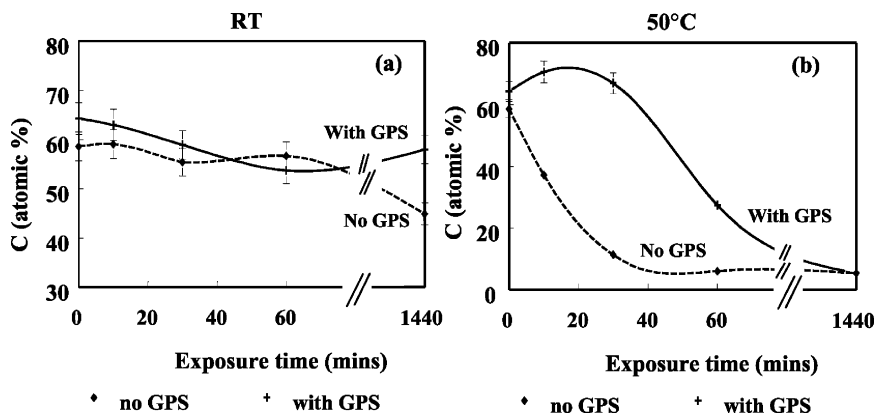 RT
80
70
60
50
40
30
C (atomic %)
(a)
With GPS
No GPS
0 20 40 60 1440
Exposure time (mins)
no GPS with GPS
50°C
80
60
40
20
0
C (atomic %)
(b)
With GPS
No GPS
0 20 40 60 1440
Exposure time (mins)
no GPS with GPS